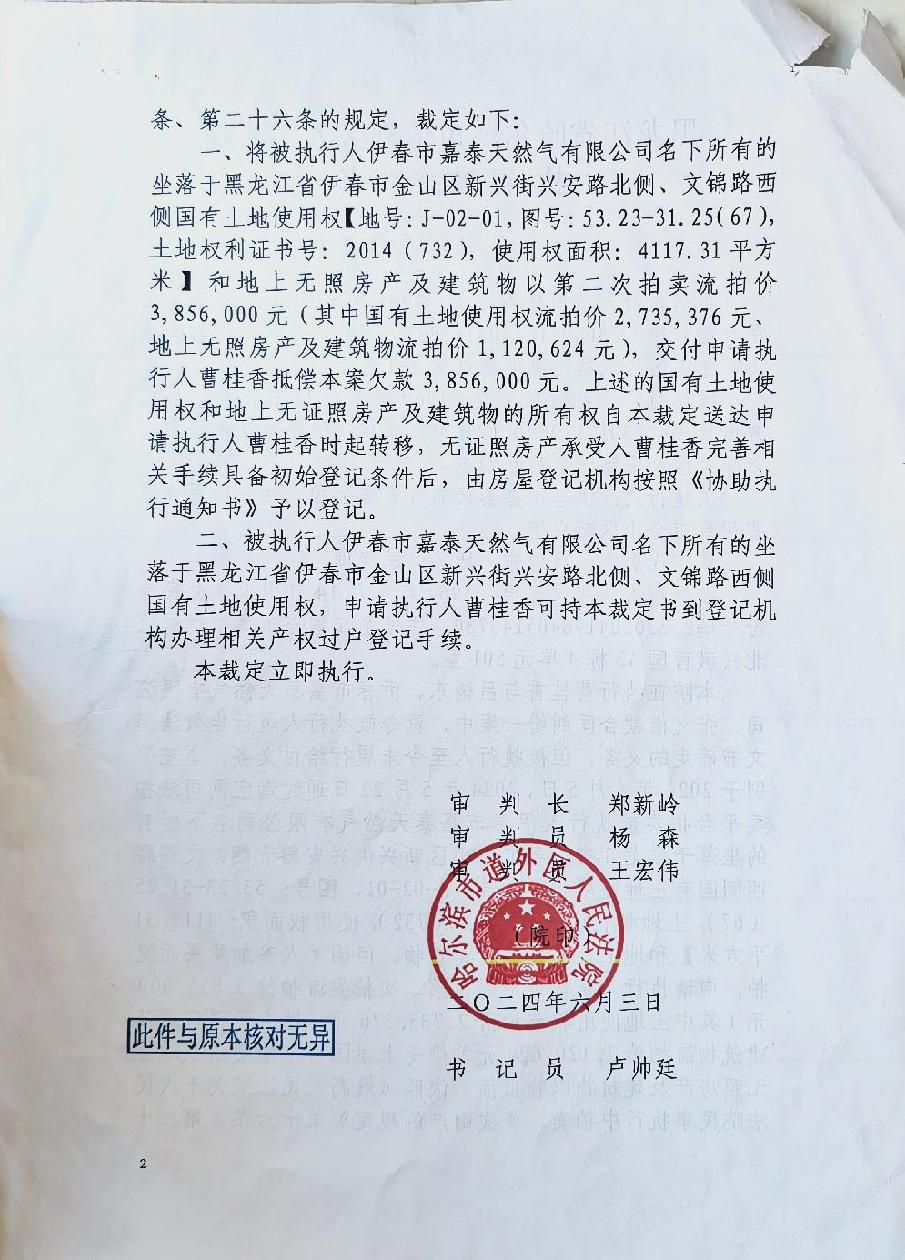 条、第二十六条的规定，裁定如下：
一、将被执行人伊春市嘉泰天然气有限公司名下所有的
坐落于黑龙江省伊春市金山区新兴街兴安路北侧、文锦路西
侧国有土地使用权【地号：J-02-01，图号：53.23-31.25(67)，
土地权利证书号：2014（732），使用权面积：4117.31平方
米】和地上无照房产及建筑物以第二次拍卖流拍价
3,856,000元（其中国有土地使用权流拍价2,735,376元、
地上无照房产及建筑物流拍价1,120,624元），交付申请执
行人曹桂香抵偿本案欠款3,856,000元。上述的国有土地使
用权和地上无证照房产及建筑物的所有权自本裁定送达申
请执行人曹桂香时起转移，无证照房产承受人曹桂香完善相
关手续具备初始登记条件后，由房屋登记机构按照《协助执
行通知书》予以登记。
二、被执行人伊春市嘉泰天然气有限公司名下所有的坐
落于黑龙江省伊春市金山区新兴街兴安路北侧、文锦路西侧
国有土地使用权，申请执行人曹桂香可持本裁定书到登记机
构办理相关产权过户登记手续。
本裁定立即执行。
审 判 长 郑新岭
审 判 员 杨 森
审 判 员 王宏伟
哈尔滨市道外区人民法院
（院印）
二〇二四年六月三日
此件与原本核对无异
书 记 员 卢帅廷
2